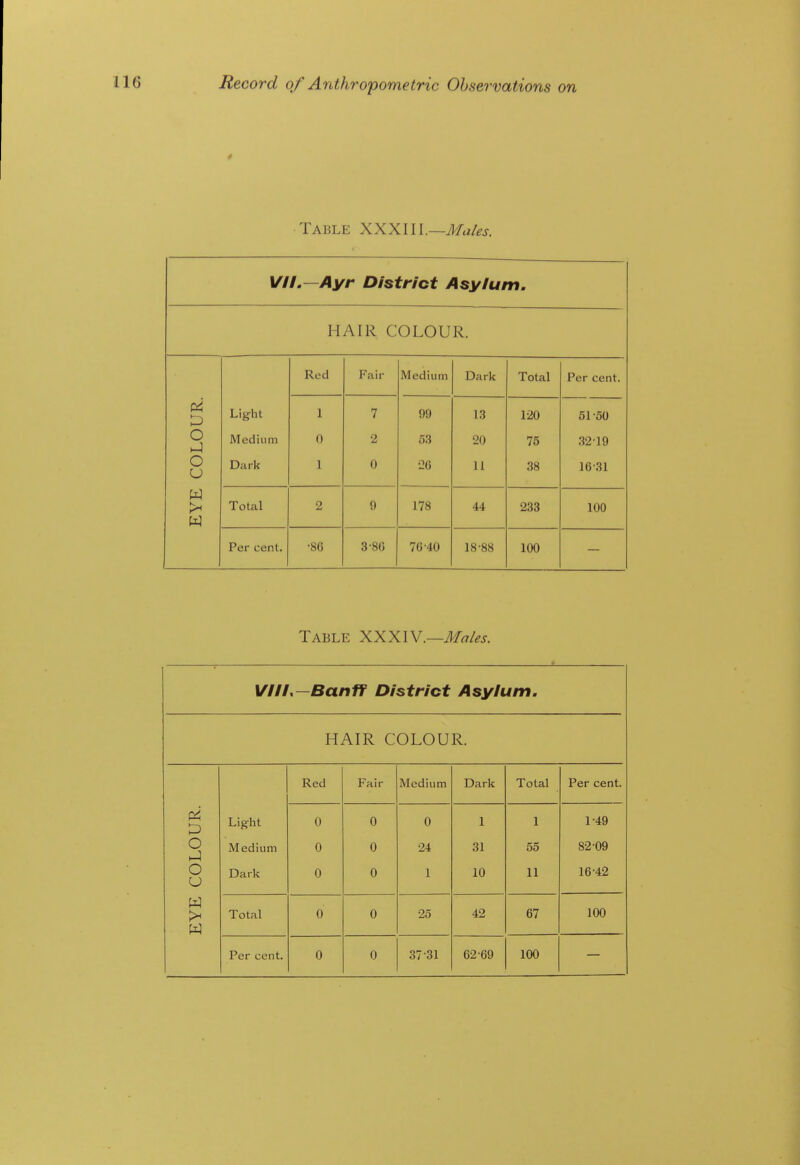 116 Record of Anthropometric Observations on
Table XXXIII.—Males.
VII.—Ayr District Asylum.
HAIR COLOUR.
EYE COLOUR.
Red Fair Medium Dark Total Per cent.
Light 1 7 99 13 120 51·50
Medium 0 2 53 20 75 32·19
Dark 1 0 26 11 38 16·31
Total 2 9 178 44 233 100
Per cent. ·86 3·86 76·40 18·88 100 —
Table XXXIV.—Males.
VIII.—Banff District Asylum.
HAIR COLOUR.
EYE COLOUR.
Red Fair Medium Dark Total Per cent.
Light 0 0 0 1 1 1·49
Medium 0 0 24 31 55 82·09
Dark 0 0 1 10 11 16·42
Total 0 0 25 42 67 100
Per cent. 0 0 37·31 62·69 100 —